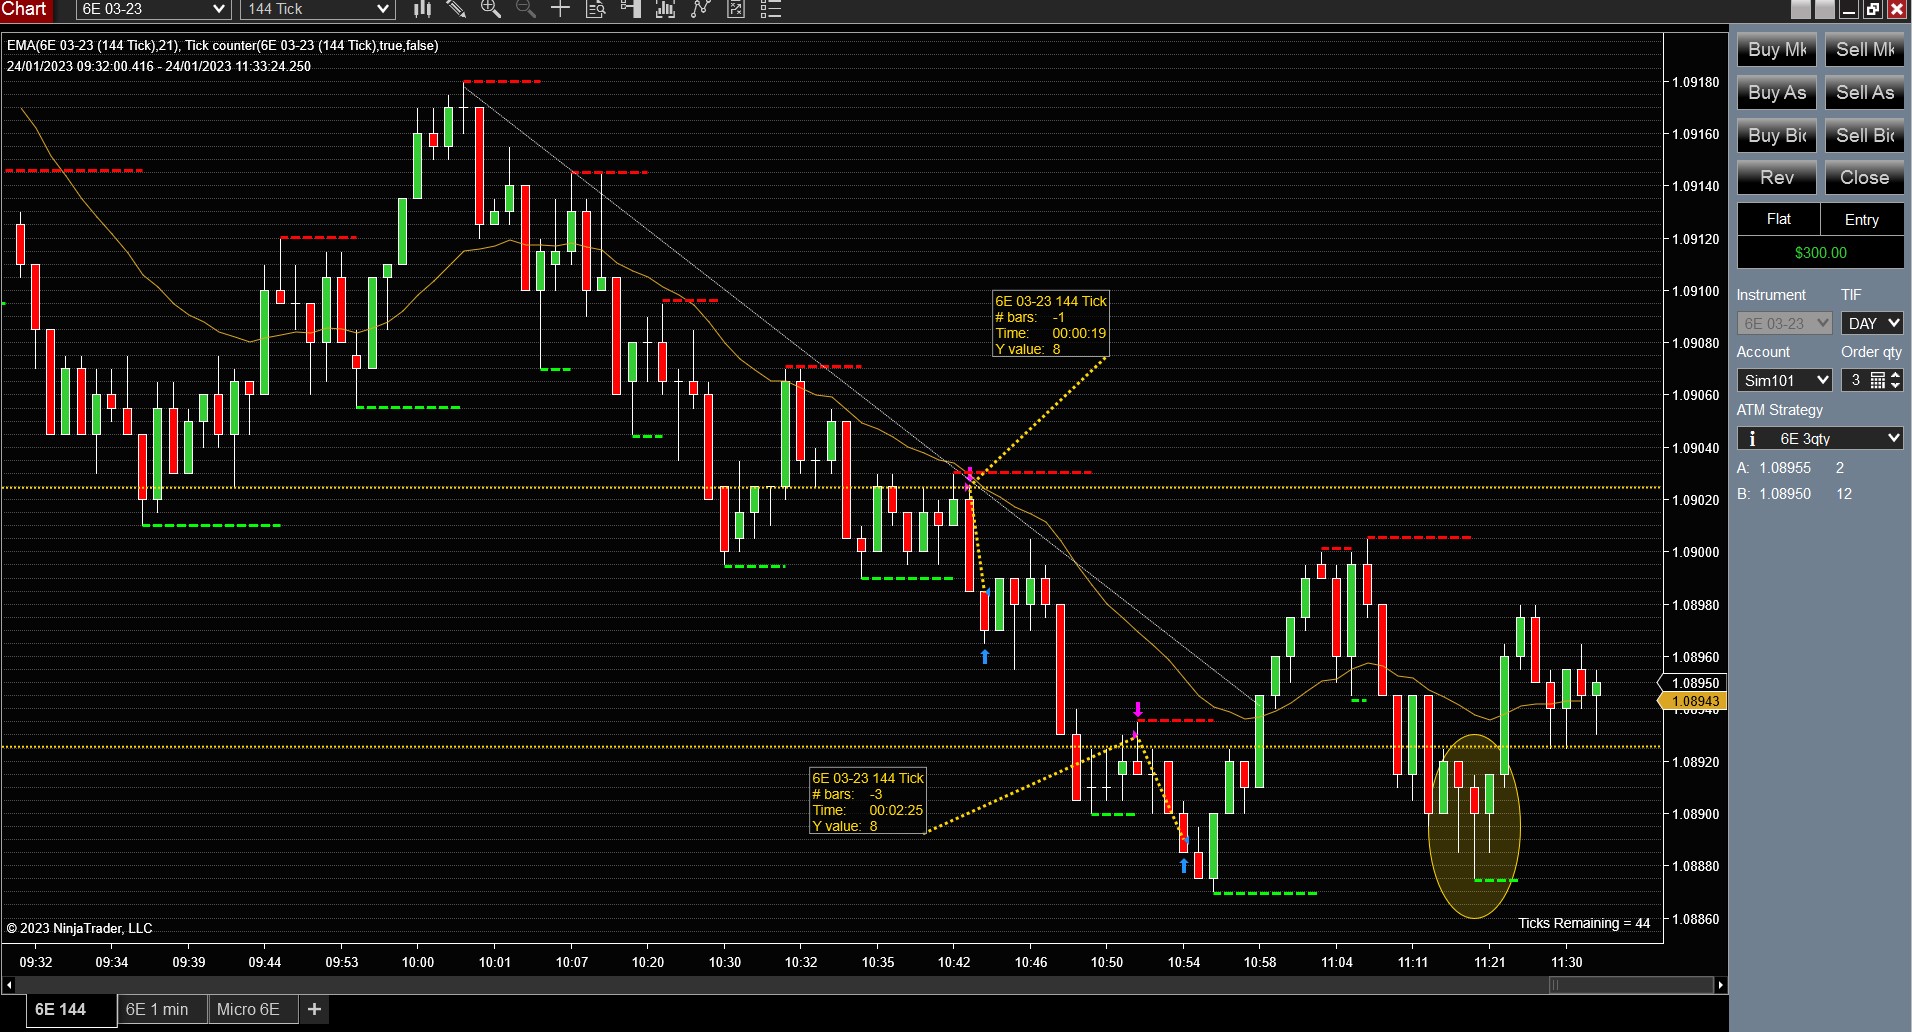 Chart
6E 03-23
144 Tick
EMA(6E 03-23 (144 Tick),21), Tick counter(6E 03-23 (144 Tick),true,false)
24/01/2023 09:32:00.416 - 24/01/2023 11:33:24.250
6E 03-23 144 Tick
# bars: -1
Time: 00:00:19
Y value: 8
6E 03-23 144 Tick
# bars: -3
Time: 00:02:25
Y value: 8
© 2023 NinjaTrader, LLC
Ticks Remaining = 44
1.09180
1.09160
1.09140
1.09120
1.09100
1.09080
1.09060
1.09040
1.09020
1.09000
1.08980
1.08960
1.08950
1.08943
1.08940
1.08920
1.08900
1.08880
1.08860
09:32 09:34 09:39 09:44 09:53 10:00 10:01 10:07 10:20 10:30 10:32 10:35 10:42 10:46 10:50 10:54 10:58 11:04 11:11 11:21 11:30
6E 144
6E 1 min
Micro 6E
+
Buy Mk Sell Mk
Buy As Sell As
Buy Bi Sell Bi
Rev Close
Flat Entry
$300.00
Instrument TIF
6E 03-23 DAY
Account Order qty
Sim101 3
ATM Strategy
i 6E 3qty
A: 1.08955 2
B: 1.08950 12